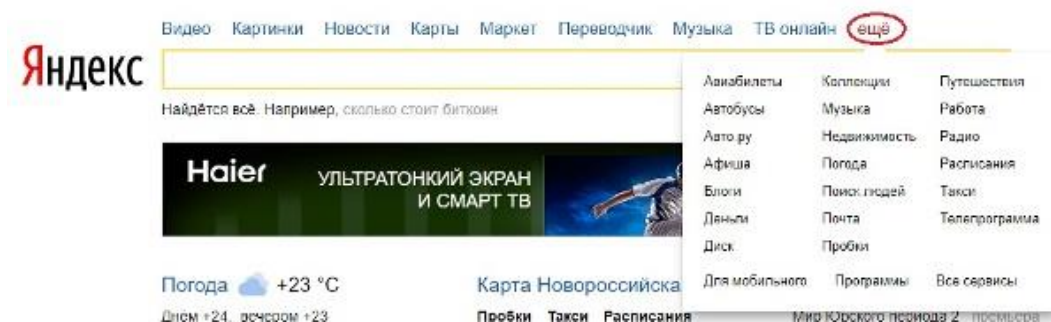 Видео Картинки Новости Карты Маркет Переводчик Музыка ТВ онлайн ещё
Яндекс
Найдётся всё. Например, сколько стоит биткоин
Авиабилеты Коллекции Путешествия
Автобусы Музыка Работа
Авто.ру Недвижимость Радио
Афиша Погода Расписания
Блоги Поиск людей Такси
Деньги Почта Телепрограмма
Диск Пробки
Для мобильного Программы Все сервисы
Haier УЛЬТРАТОНКИЙ ЭКРАН
И СМАРТ ТВ
Погода +23 °C
Днём +24, вечером +23
Карта Новороссийска
Пробки Такси Расписания
Мир Юрского периода 2 премьера